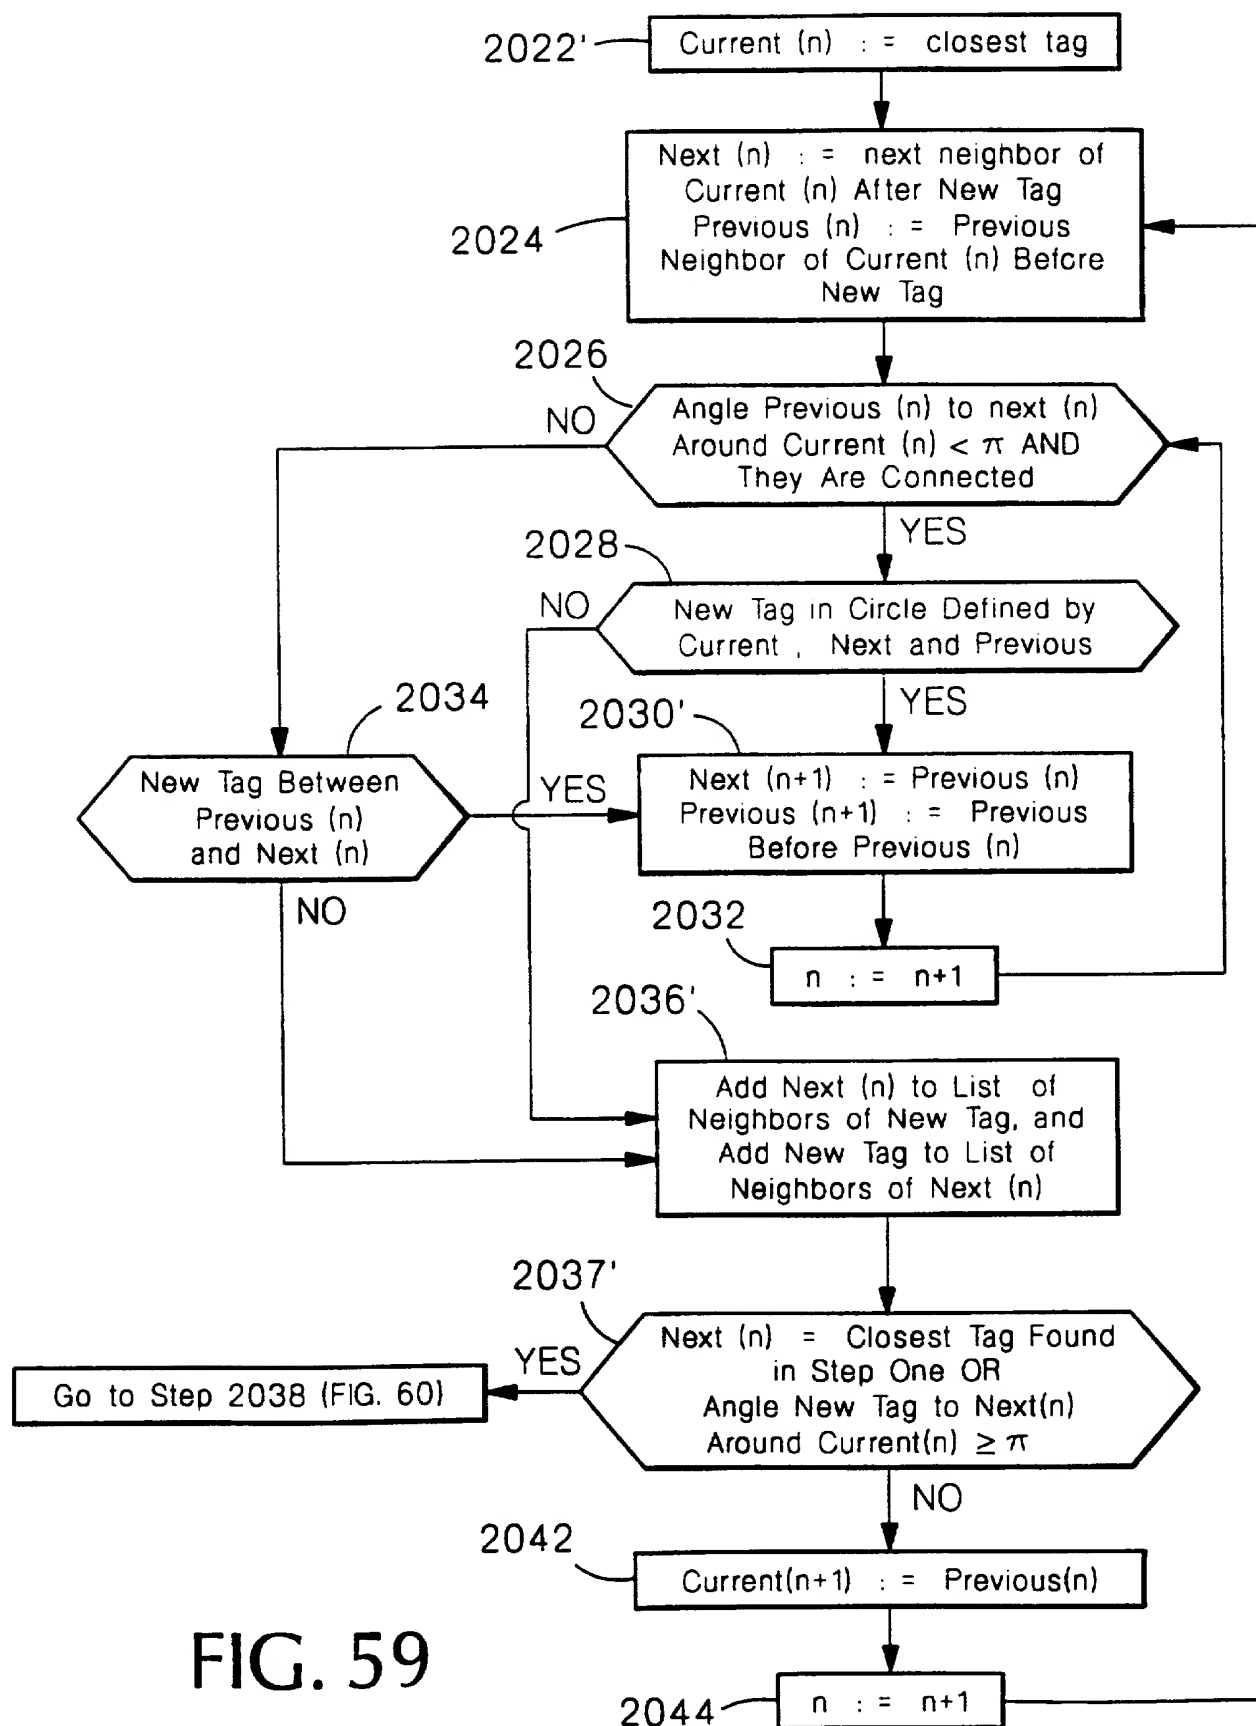 2022'
Current (n) := closest tag
Next (n) := next neighbor of
Current (n) After New Tag
Previous (n) := Previous
Neighbor of Current (n) Before
New Tag
2024
2026
NO
Angle Previous (n) to next (n)
Around Current (n) < π AND
They Are Connected
YES
2028
NO
New Tag in Circle Defined by
Current, Next and Previous
YES
2034
2030'
New Tag Between
Previous (n)
and Next (n)
YES
Next (n+1) := Previous (n)
Previous (n+1) := Previous
Before Previous (n)
NO
2032
n := n+1
2036'
Add Next (n) to List of
Neighbors of New Tag, and
Add New Tag to List of
Neighbors of Next (n)
2037'
YES
Next (n) = Closest Tag Found
in Step One OR
Angle New Tag to Next(n)
Around Current(n) ≥ π
Go to Step 2038 (FIG. 60)
NO
2042
Current(n+1) := Previous(n)
FIG. 59
2044
n := n+1